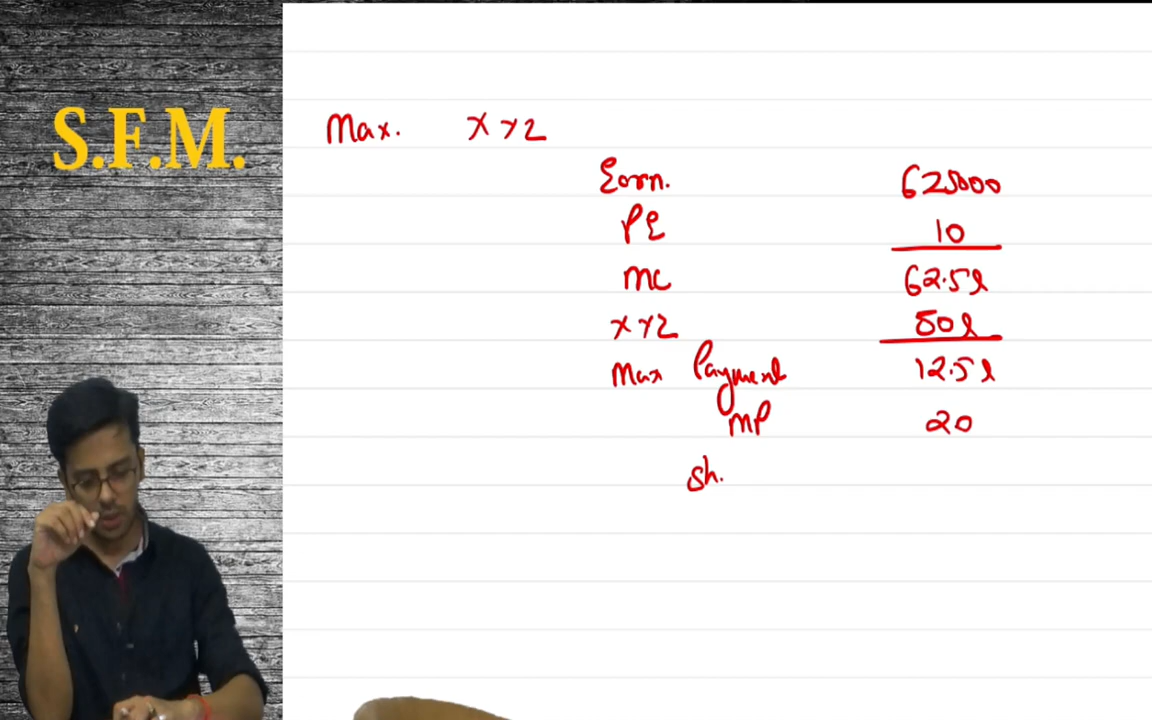 S.F.M.
Max. XYZ
Earn. 625000
PE 10
MC 62.5l
XYZ 50l
Max Payment 12.5l
MP 20
Sh.